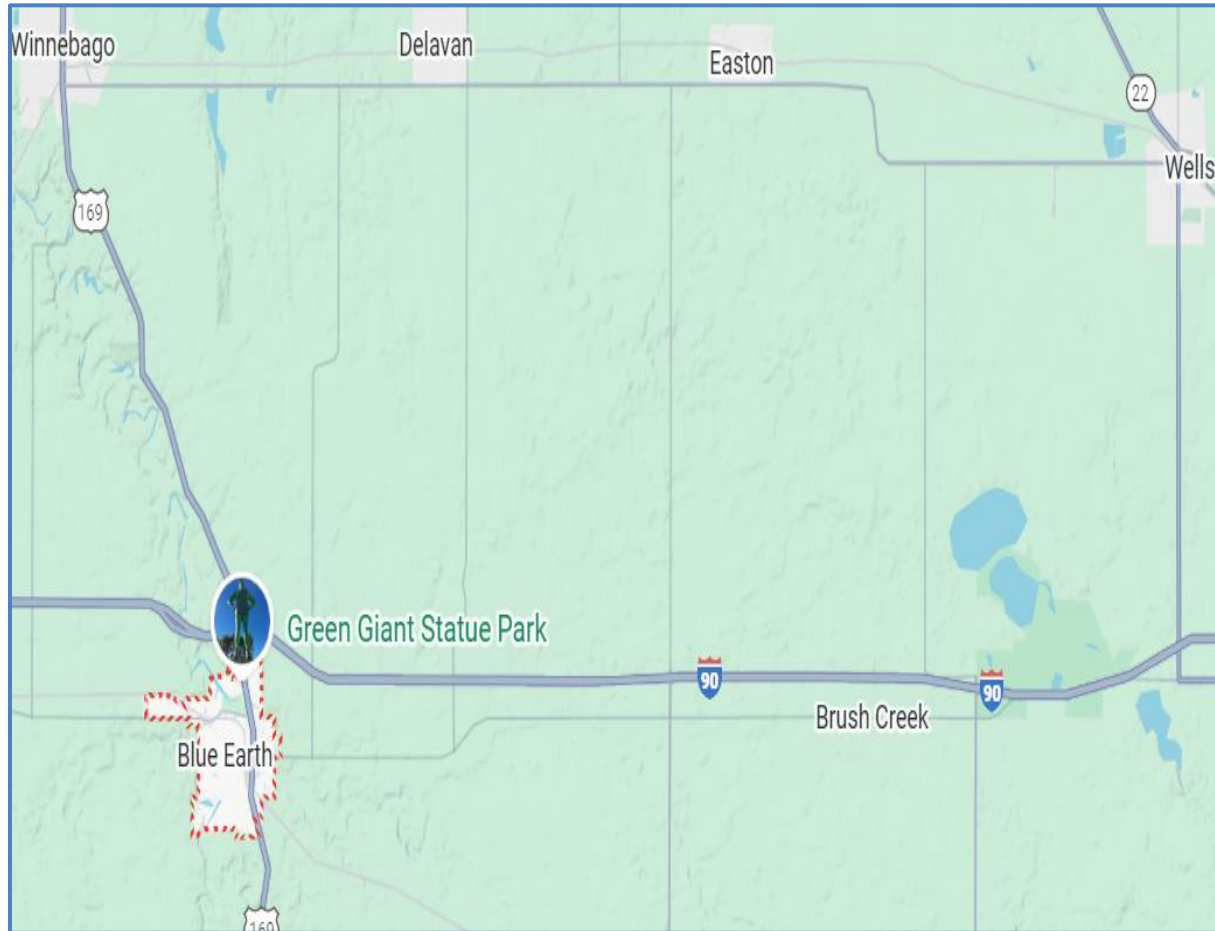 Winnebago
Delavan
Easton
22
Wells
169
Green Giant Statue Park
90
90
Brush Creek
Blue Earth
169